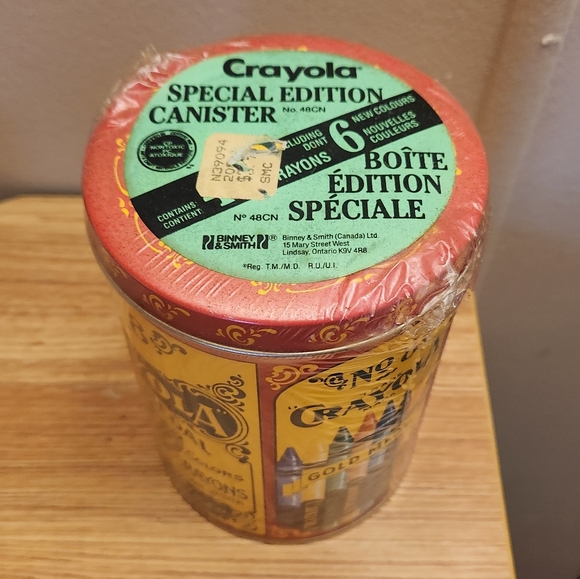 Crayola®
SPECIAL EDITION
CANISTER No. 48CN
CONTAINS
CONTIENT
INCLUDING
DONT
6
NEW COLOURS
NOUVELLES
COULEURS
CRAYONS
N39094
SMC
BOÎTE
ÉDITION
SPÉCIALE
Nº 48CN
BINNEY
& SMITH®
Binney & Smith (Canada) Ltd.
15 Mary Street West
Lindsay, Ontario K9V 4R8
*Reg. T.M./M.D. R.U./U.I.
COLORS
CRAYONS
"CRAYOLA
GOLD